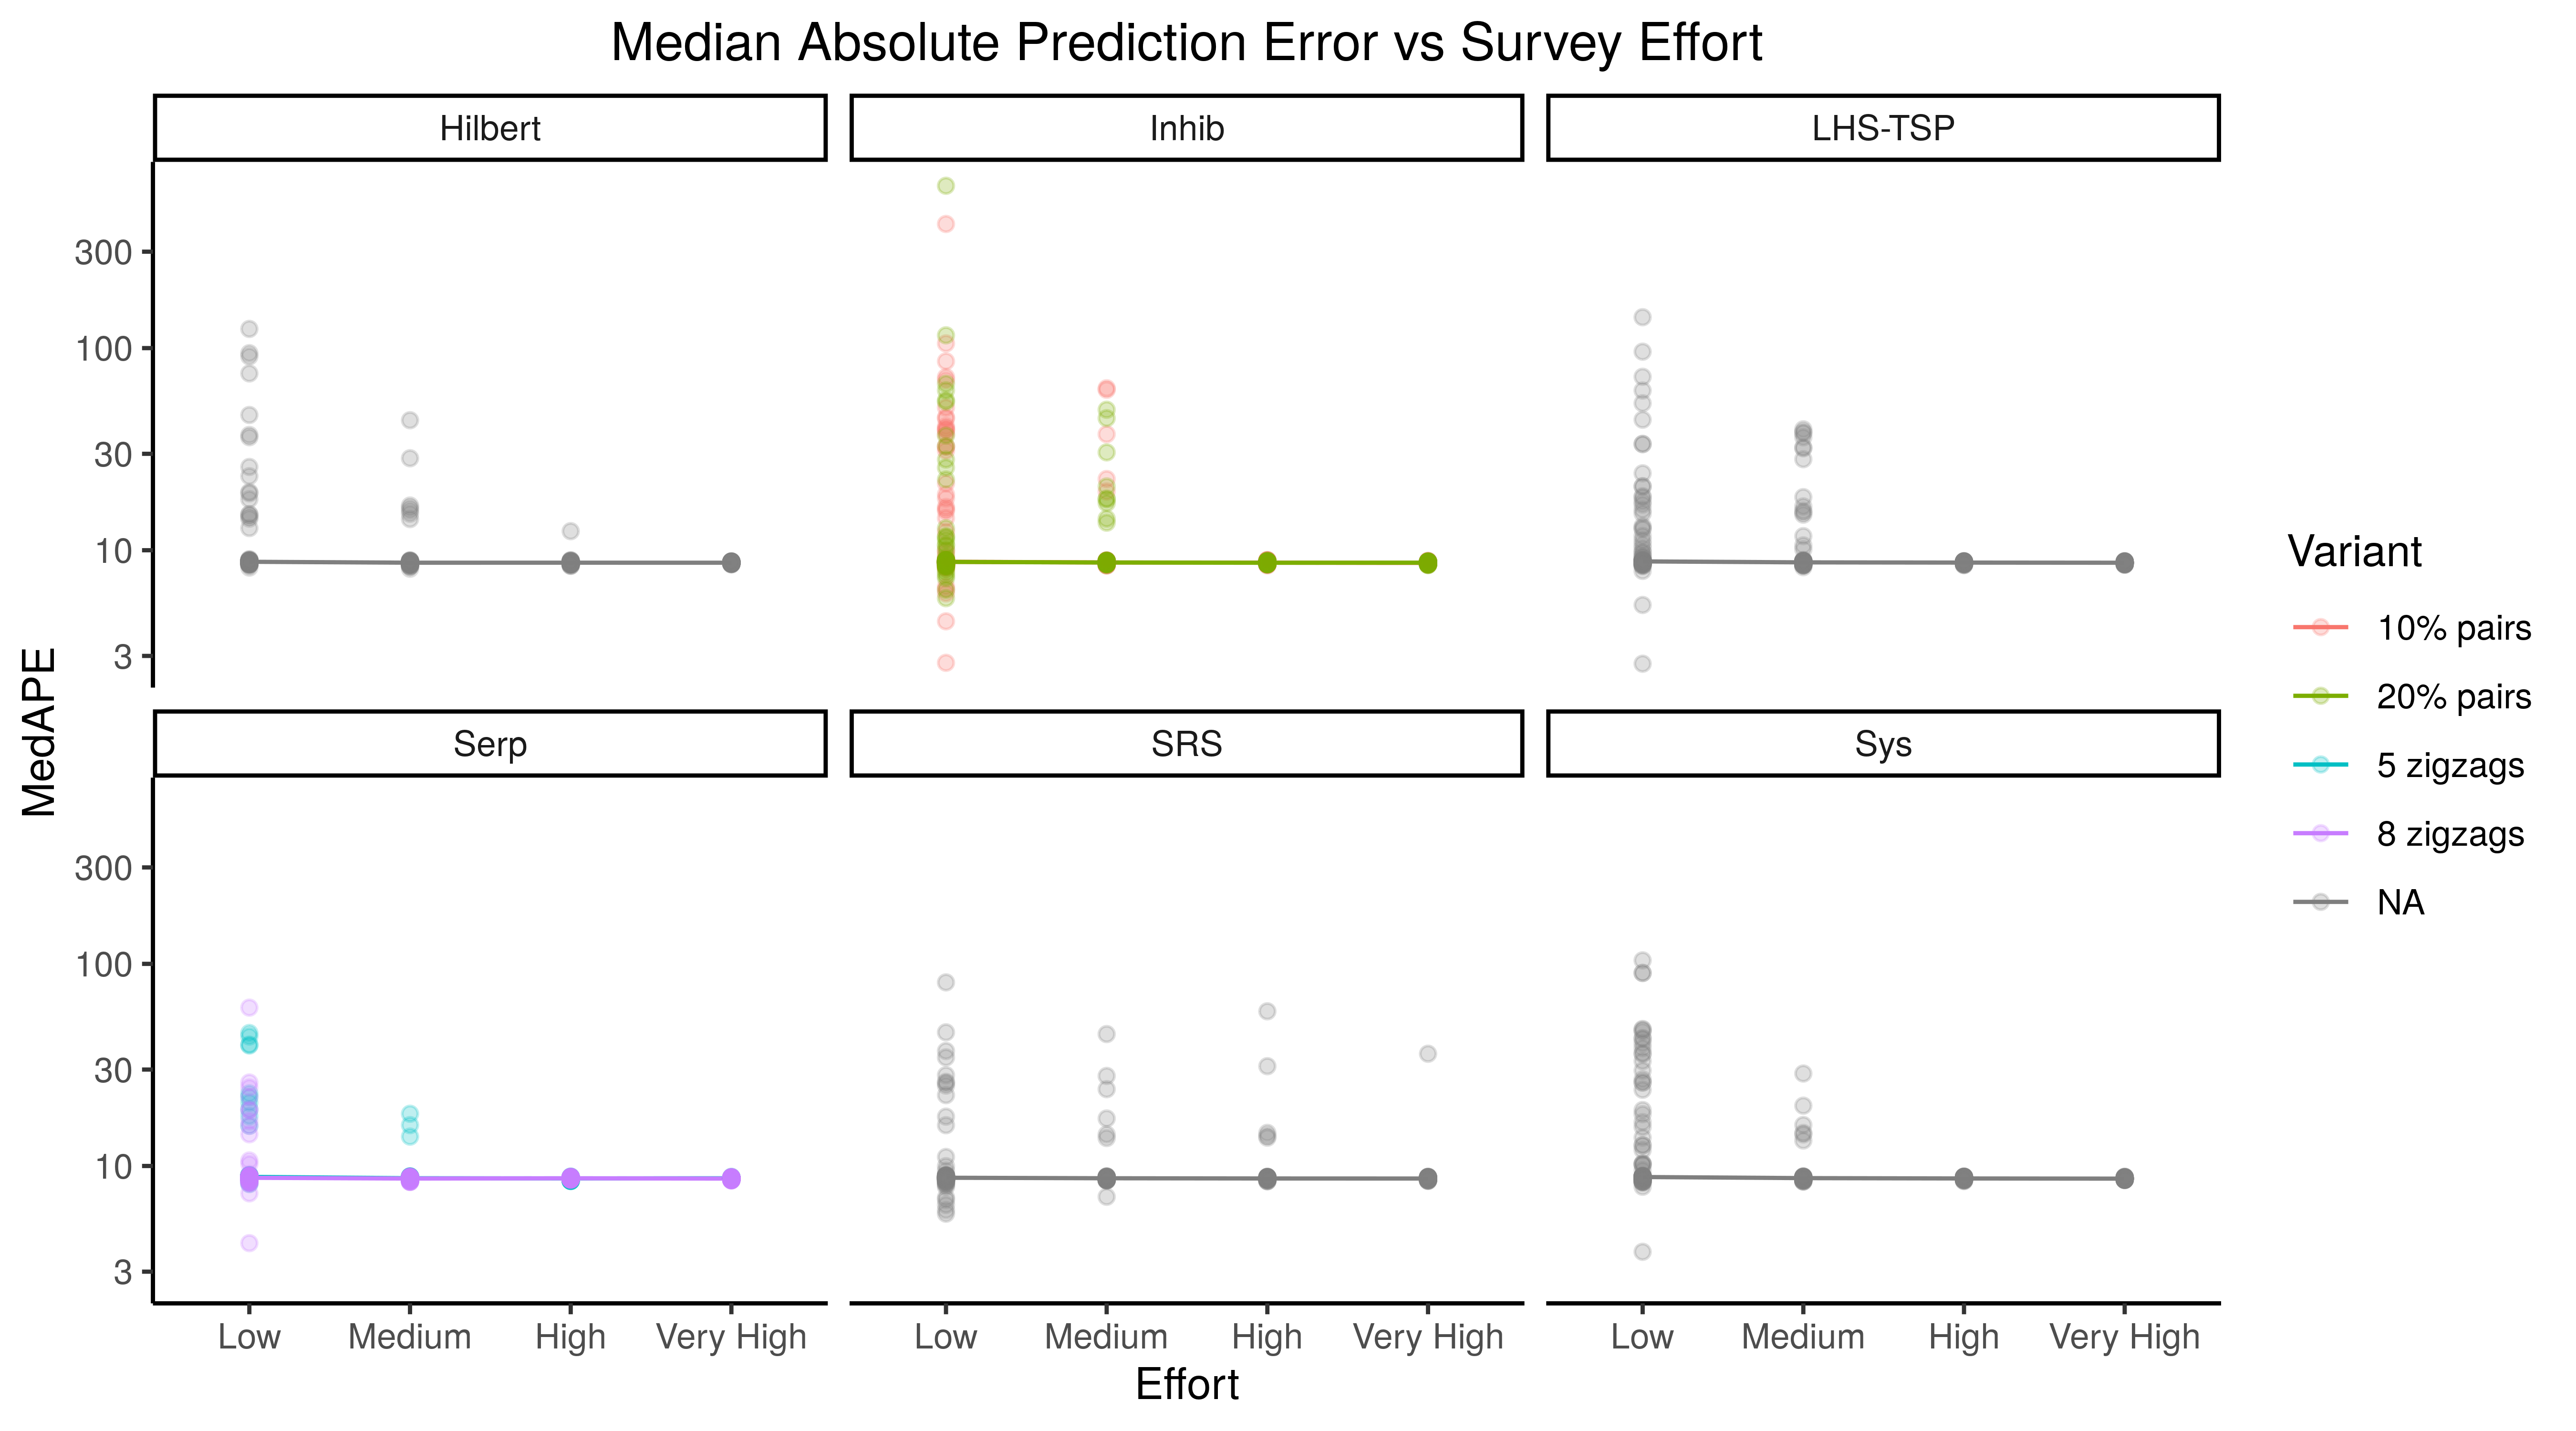 Median Absolute Prediction Error vs Survey Effort
Hilbert
Inhib
LHS-TSP
300
100
30
10
3
Serp
SRS
Sys
300
100
30
10
3
MedAPE
Low Medium High Very High
Low Medium High Very High
Low Medium High Very High
Effort
Variant
10% pairs
20% pairs
5 zigzags
8 zigzags
NA